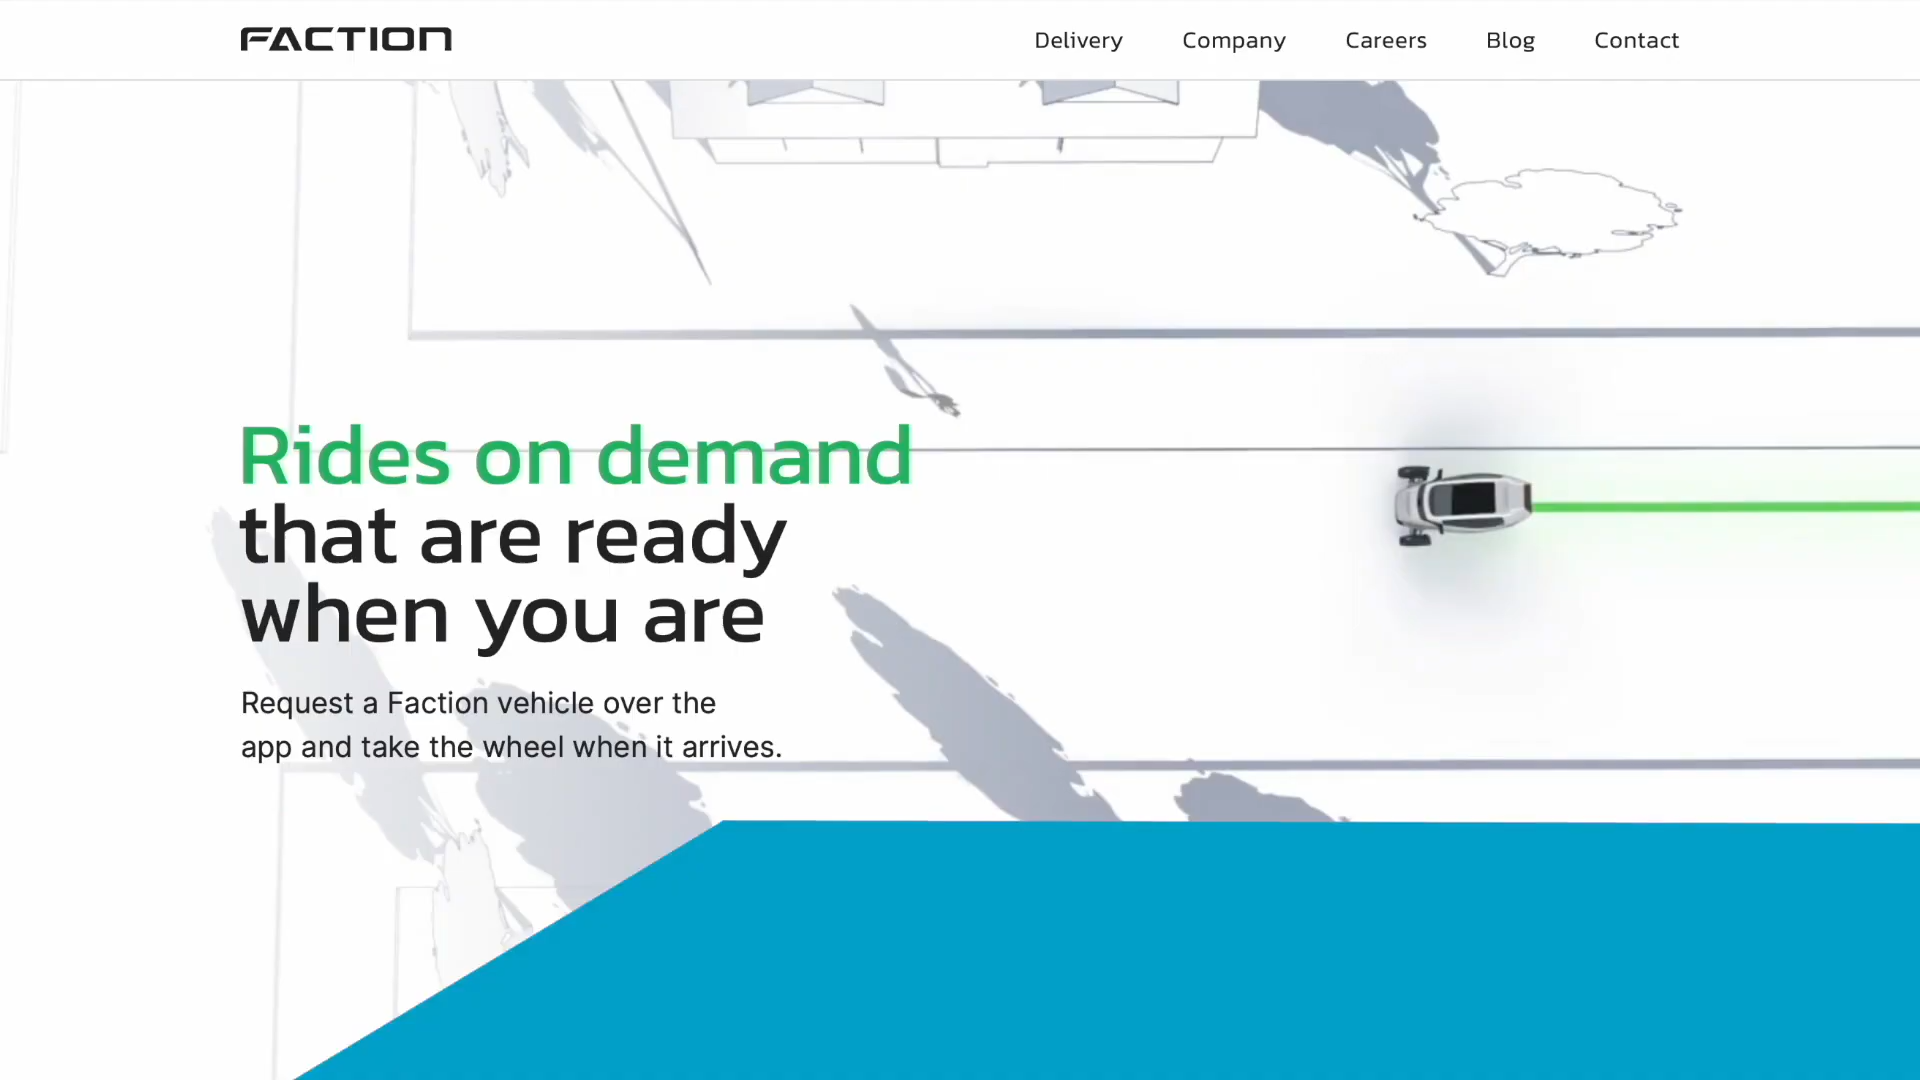 FACTION
Delivery
Company
Careers
Blog
Contact
Rides on demand
that are ready
when you are
Request a Faction vehicle over the
app and take the wheel when it arrives.